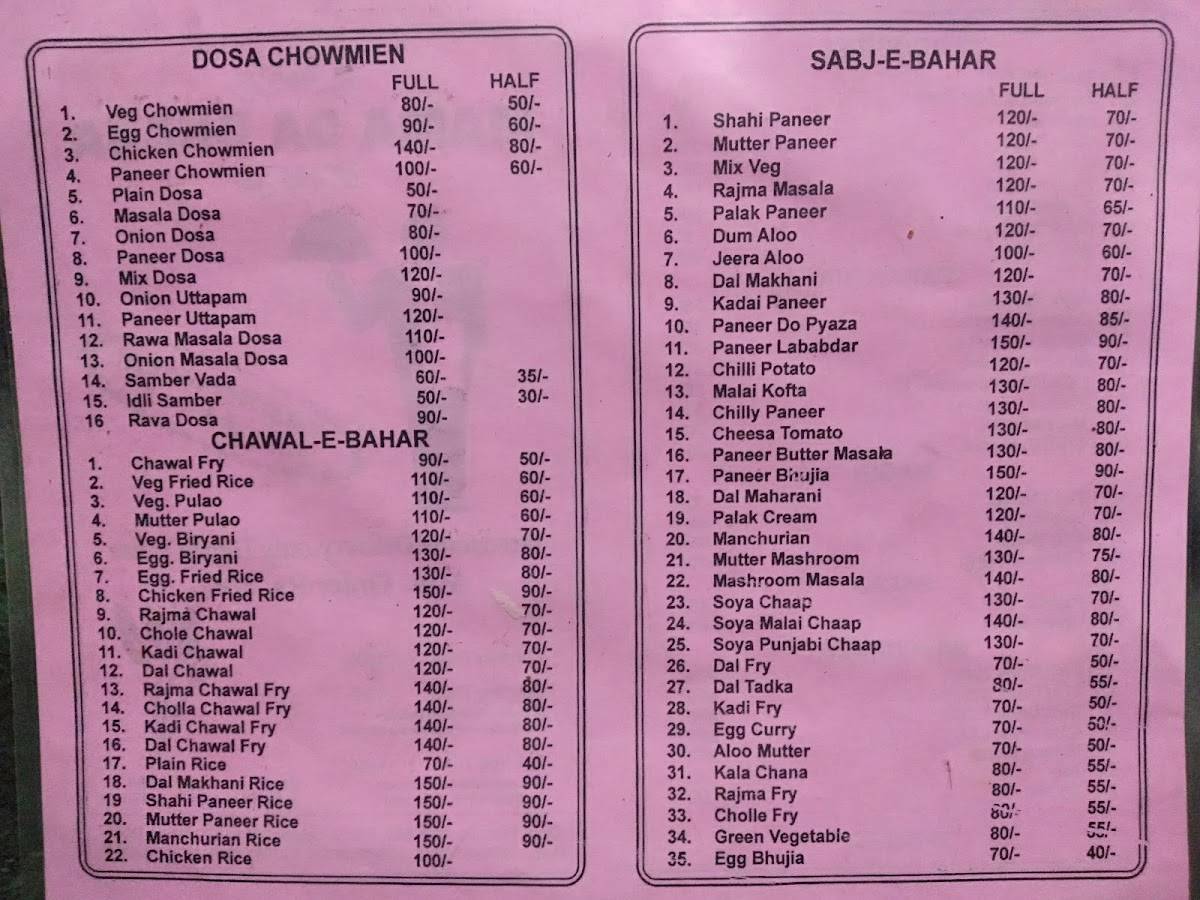 DOSA CHOWMIEN
FULL HALF
1. Veg Chowmien 80/- 50/-
2. Egg Chowmien 90/- 60/-
3. Chicken Chowmien 140/- 80/-
4. Paneer Chowmien 100/- 60/-
5. Plain Dosa 50/-
6. Masala Dosa 70/-
7. Onion Dosa 80/-
8. Paneer Dosa 100/-
9. Mix Dosa 120/-
10. Onion Uttapam 90/-
11. Paneer Uttapam 120/-
12. Rawa Masala Dosa 110/-
13. Onion Masala Dosa 100/-
14. Samber Vada 60/- 35/-
15. Idli Samber 50/- 30/-
16 Rava Dosa 90/-
CHAWAL-E-BAHAR
1. Chawal Fry 90/- 50/-
2. Veg Fried Rice 110/- 60/-
3. Veg. Pulao 110/- 60/-
4. Mutter Pulao 110/- 60/-
5. Veg. Biryani 120/- 70/-
6. Egg. Biryani 130/- 80/-
7. Egg. Fried Rice 130/- 80/-
8. Chicken Fried Rice 150/- 90/-
9. Rajma Chawal 120/- 70/-
10. Chole Chawal 120/- 70/-
11. Kadi Chawal 120/- 70/-
12. Dal Chawal 120/- 70/-
13. Rajma Chawal Fry 140/- 80/-
14. Cholla Chawal Fry 140/- 80/-
15. Kadi Chawal Fry 140/- 80/-
16. Dal Chawal Fry 140/- 80/-
17. Plain Rice 70/- 40/-
18. Dal Makhani Rice 150/- 90/-
19 Shahi Paneer Rice 150/- 90/-
20. Mutter Paneer Rice 150/- 90/-
21. Manchurian Rice 150/- 90/-
22. Chicken Rice 100/-
SABJ-E-BAHAR
FULL HALF
1. Shahi Paneer 120/- 70/-
2. Mutter Paneer 120/- 70/-
3. Mix Veg 120/- 70/-
4. Rajma Masala 120/- 70/-
5. Palak Paneer 110/- 65/-
6. Dum Aloo 120/- 70/-
7. Jeera Aloo 100/- 60/-
8. Dal Makhani 120/- 70/-
9. Kadai Paneer 130/- 80/-
10. Paneer Do Pyaza 140/- 85/-
11. Paneer Lababdar 150/- 90/-
12. Chilli Potato 120/- 70/-
13. Malai Kofta 130/- 80/-
14. Chilly Paneer 130/- 80/-
15. Cheesa Tomato 130/- 80/-
16. Paneer Butter Masala 130/- 80/-
17. Paneer Bhujia 150/- 90/-
18. Dal Maharani 120/- 70/-
19. Palak Cream 120/- 70/-
20. Manchurian 140/- 80/-
21. Mutter Mashroom 130/- 75/-
22. Mashroom Masala 140/- 80/-
23. Soya Chaap 130/- 70/-
24. Soya Malai Chaap 140/- 80/-
25. Soya Punjabi Chaap 130/- 70/-
26. Dal Fry 70/- 50/-
27. Dal Tadka 80/- 55/-
28. Kadi Fry 70/- 50/-
29. Egg Curry 70/- 50/-
30. Aloo Mutter 70/- 50/-
31. Kala Chana 80/- 55/-
32. Rajma Fry 80/- 55/-
33. Cholle Fry 80/- 55/-
34. Green Vegetable 80/- 55/-
35. Egg Bhujia 70/- 40/-